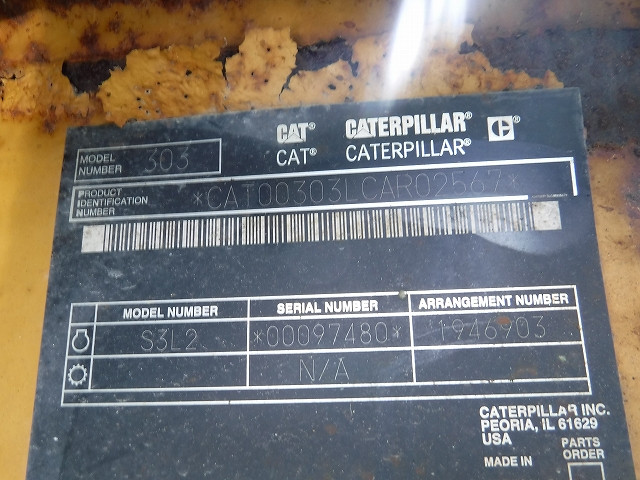 CAT® CATERPILLAR® C®
CAT® CATERPILLAR®
MODEL NUMBER 303
PRODUCT IDENTIFICATION NUMBER *CAT00303LCAR02567*
MODEL NUMBER SERIAL NUMBER ARRANGEMENT NUMBER
S3L2 *00097480* 1946903
N/A
CATERPILLAR INC.
PEORIA, IL 61629
USA
MADE IN
PARTS
ORDER